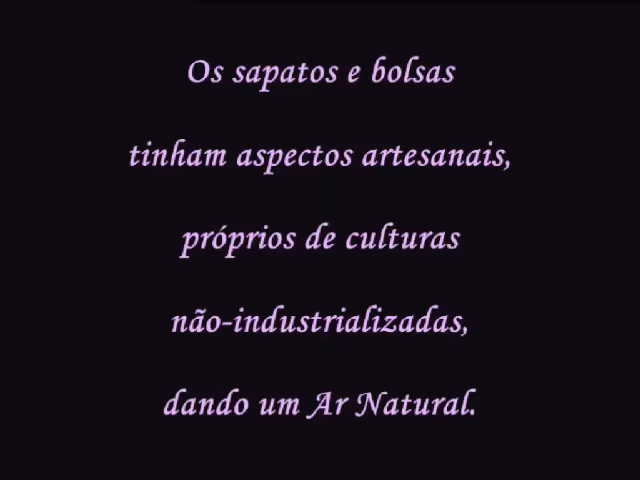 Os sapatos e bolsas
tinham aspectos artesanais,
próprios de culturas
não-industrializadas,
dando um Ar Natural.